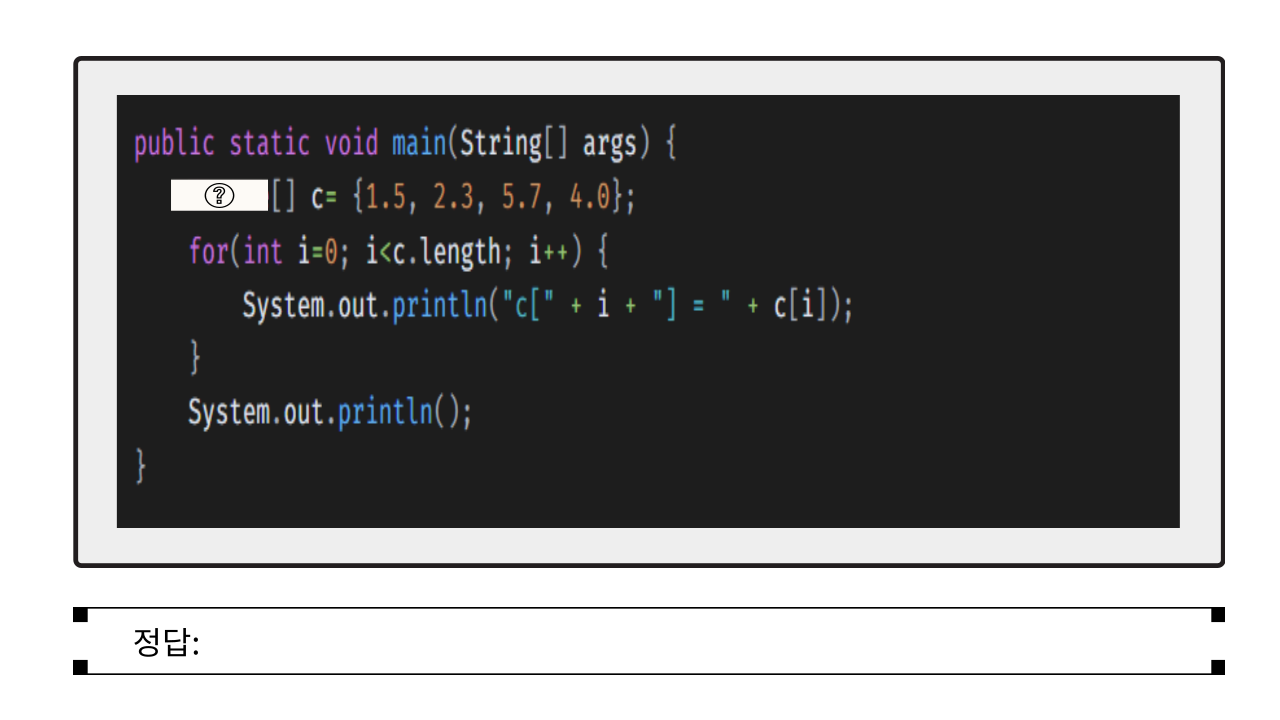 public static void main(String[] args) {
? [] c= {1.5, 2.3, 5.7, 4.0};
for(int i=0; i<c.length; i++) {
System.out.println("c[" + i + "] = " + c[i]);
}
System.out.println();
}
정답: